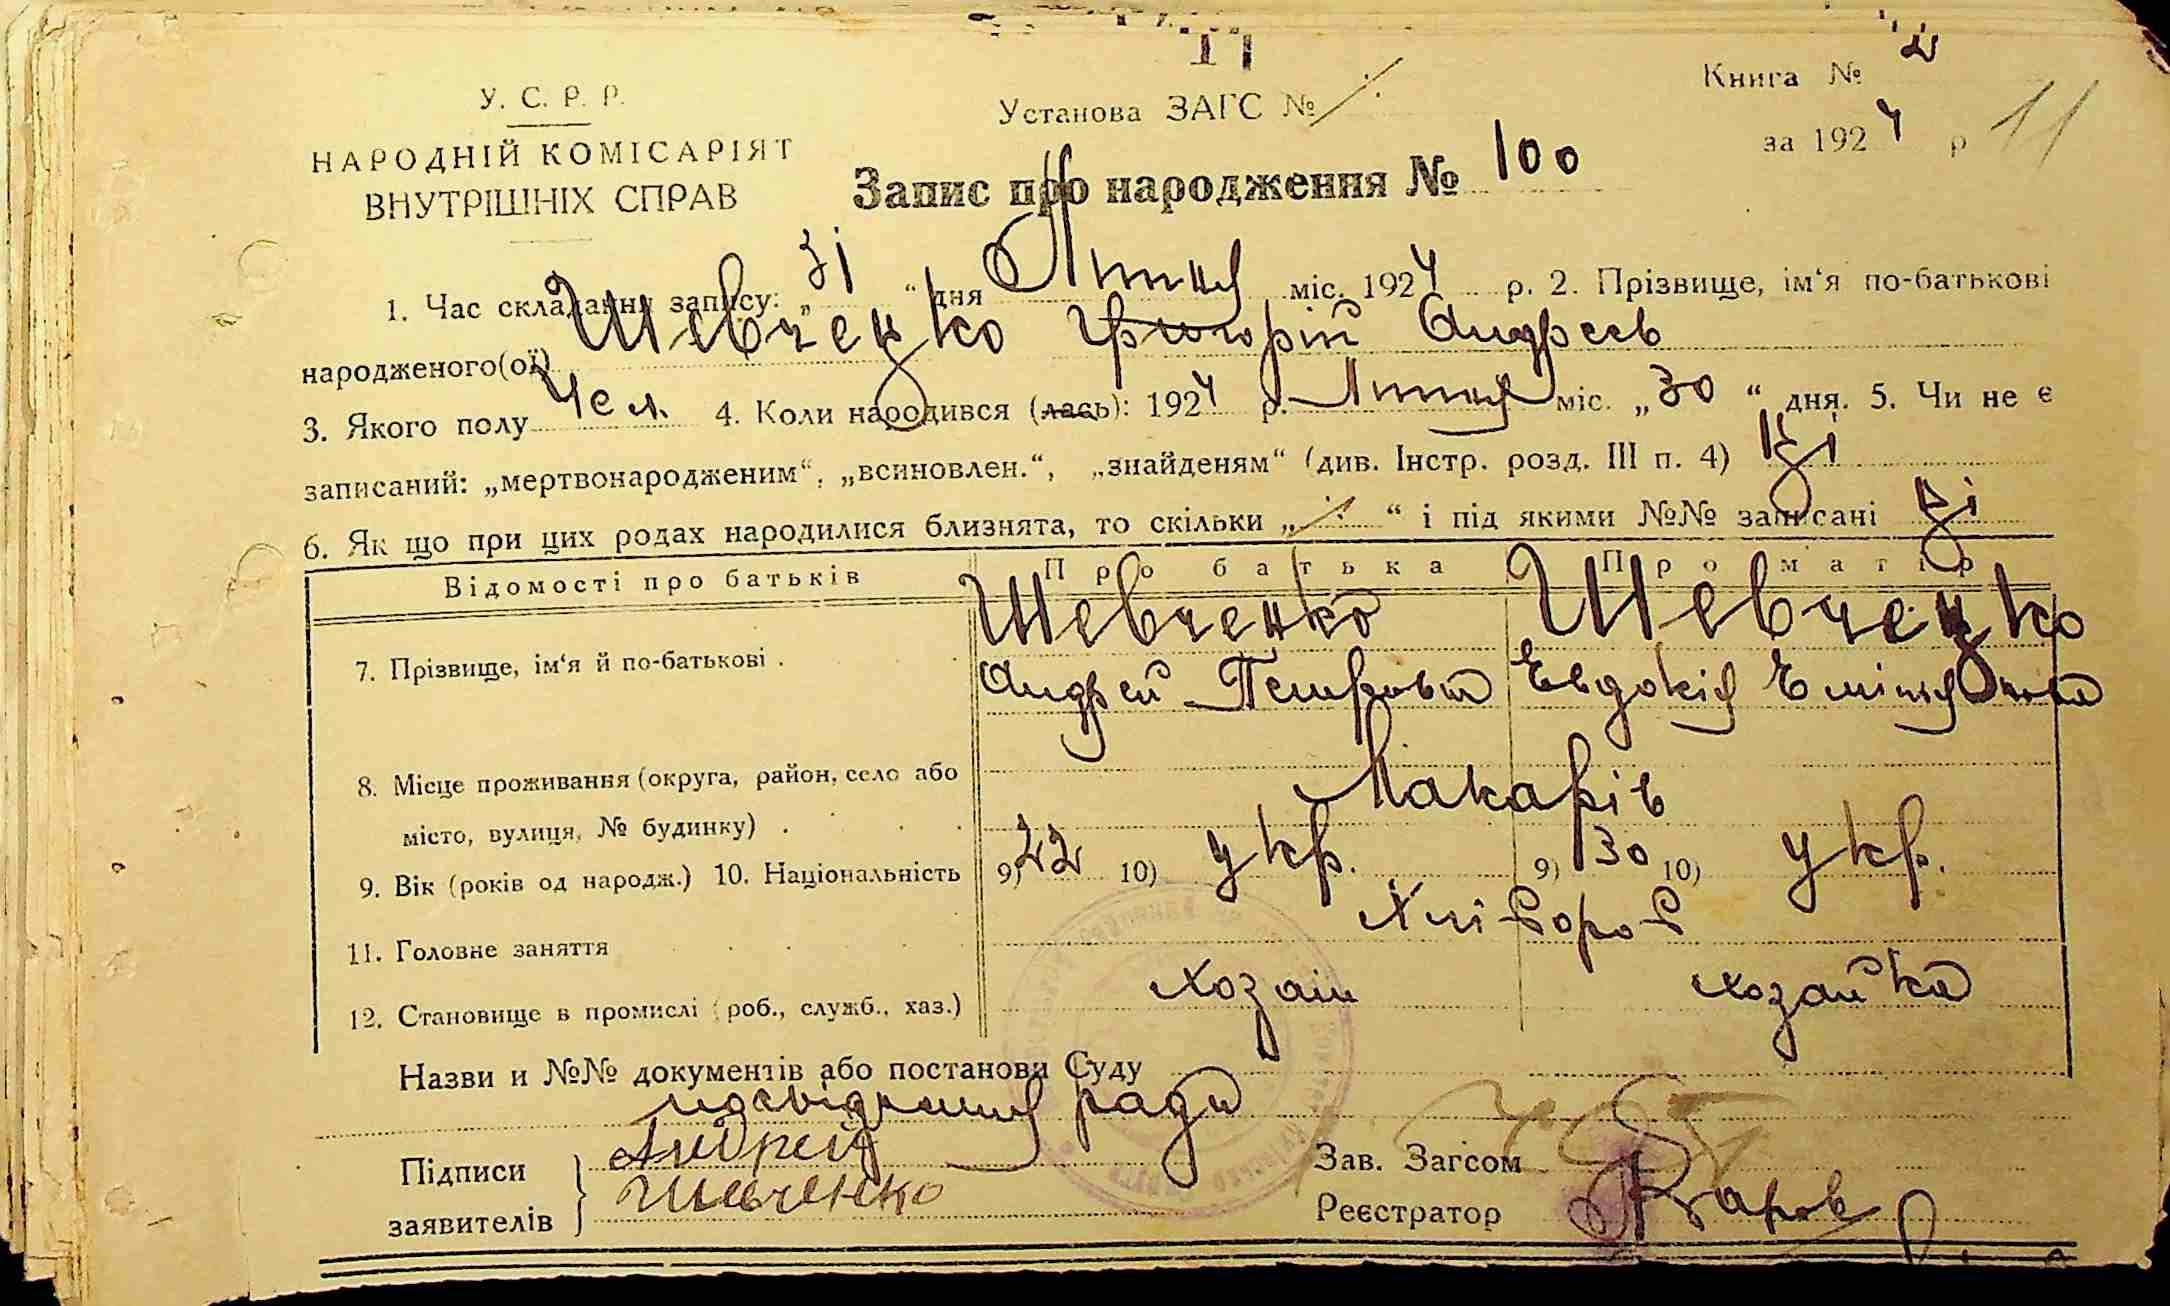 У. С. Р. Р.
НАРОДНІЙ КОМІСАРІЯТ
ВНУТРІШНІХ СПРАВ
Установа ЗАГС №
Книга № 2
за 1924 р
11
Запис про народження № 100
1. Час складання запису: „31“ дня Липня міс. 1924 р. 2. Прізвище, ім‘я по-батькові
народженого(ої) Шевченко Григорій Андреев
3. Якого полу Чел. 4. Коли народився (лась): 1924 р. Липня міс. „30“ дня. 5. Чи не є
записаний: „мертвонародженим“, „всиновлен.“, „знайденям“ (див. Інстр. розд. III п. 4) Ні
6. Як що при цих родах народилися близнята, то скільки „ “ і під якими №№ записані Ні
Відомості про батьків Про батька Про матір
7. Прізвище, ім‘я й по-батькові . Шевченко Шевченко
Андрей Петрович Евдокія
8. Місце проживання (округа, район, село або
місто, вулиця, № будинку) . Макарів
9. Вік (років од народж.) 10. Національність 9) 22 10) укр. 9) 30 10) укр.
11. Головне заняття Хлібороб
12. Становище в промислі (роб., служб., хаз.) хозаин хозайка
Назви и №№ документів або постанови Суду
посвідчення ради
Підписи Андрей
заявителів Шевченко
Зав. Загсом
Реєстратор